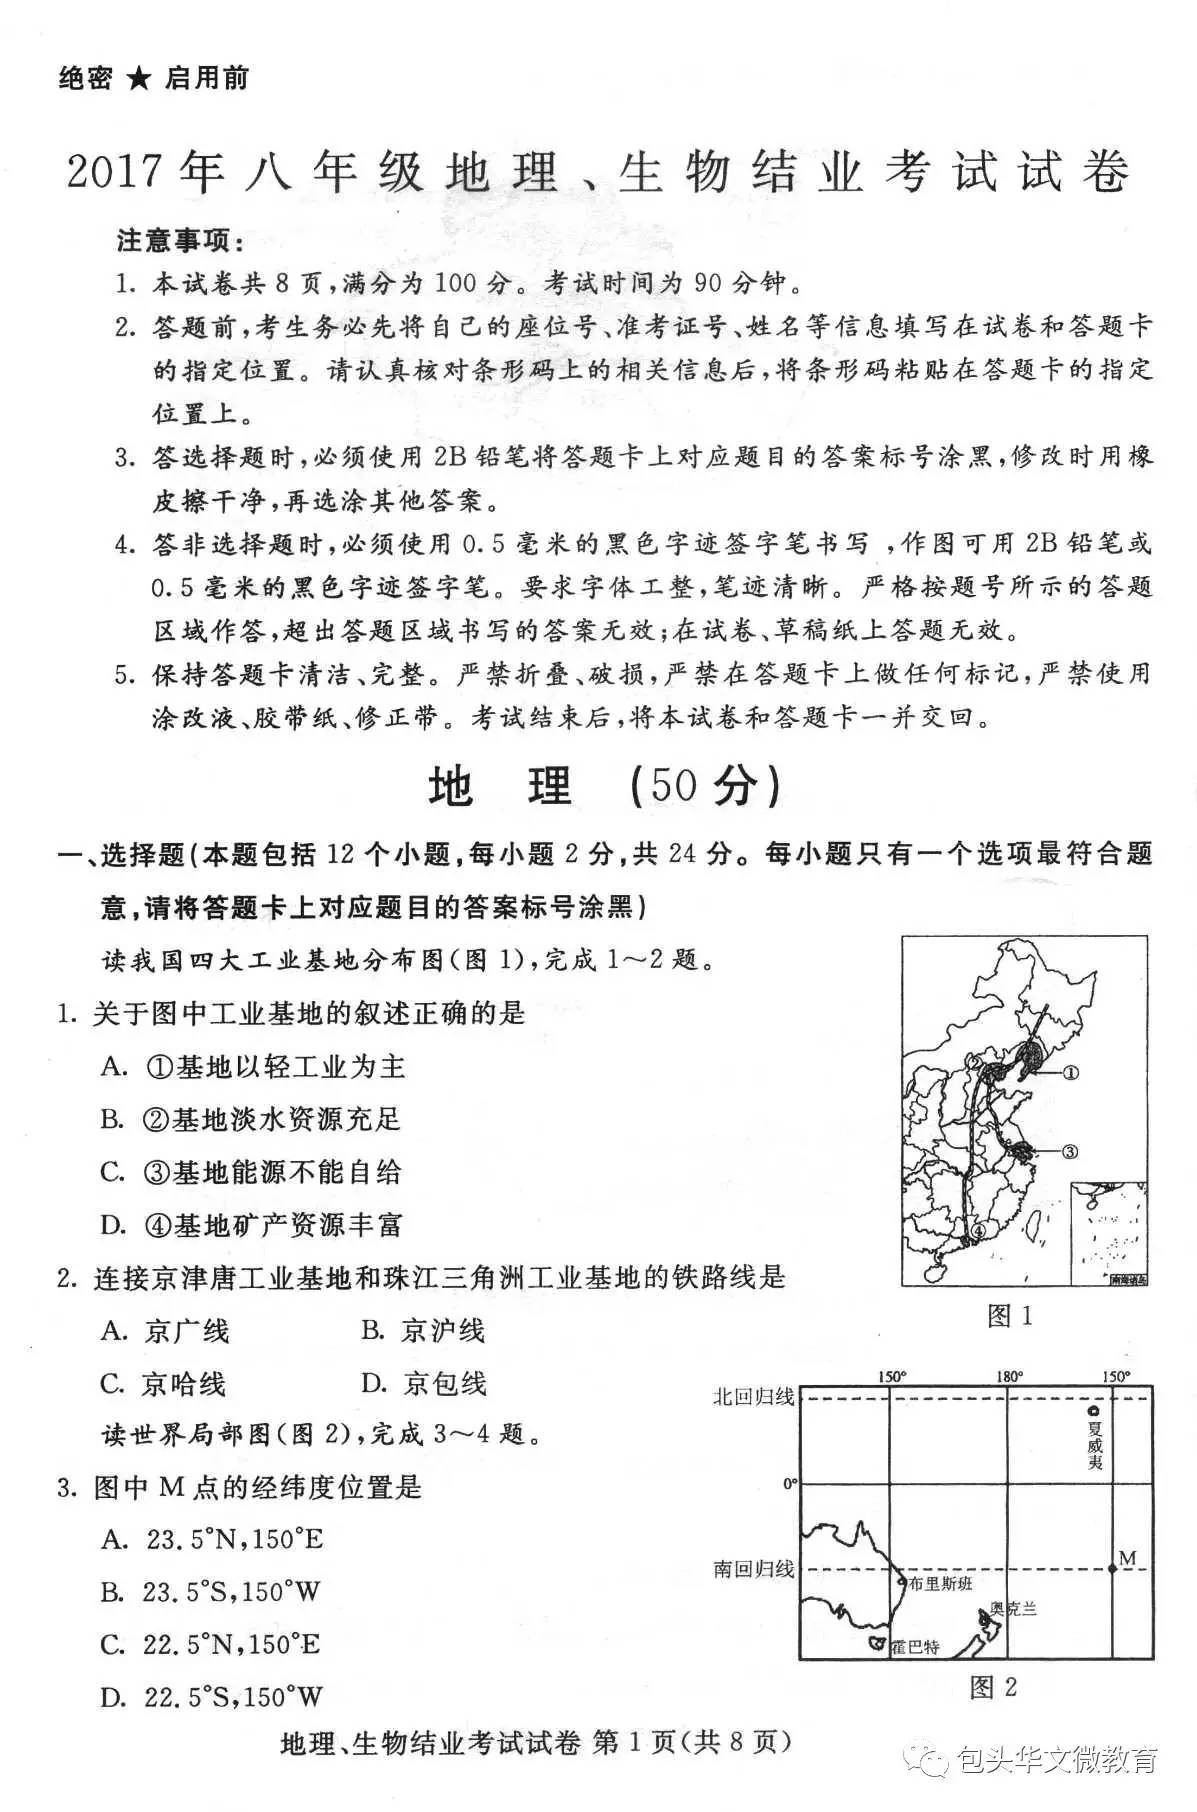 绝密 ★ 启用前
2017年八年级地理、生物结业考试试卷
注意事项:
1. 本试卷共8页,满分为100分。考试时间为90分钟。
2. 答题前,考生务必先将自己的座位号、准考证号、姓名等信息填写在试卷和答题卡
的指定位置。请认真核对条形码上的相关信息后,将条形码粘贴在答题卡的指定
位置上。
3. 答选择题时,必须使用2B铅笔将答题卡上对应题目的答案标号涂黑,修改时用橡
皮擦干净,再选涂其他答案。
4. 答非选择题时,必须使用0.5毫米的黑色字迹签字笔书写 ,作图可用2B铅笔或
0.5毫米的黑色字迹签字笔。要求字体工整,笔迹清晰。严格按题号所示的答题
区域作答,超出答题区域书写的答案无效;在试卷、草稿纸上答题无效。
5. 保持答题卡清洁、完整。严禁折叠、破损,严禁在答题卡上做任何标记,严禁使用
涂改液、胶带纸、修正带。考试结束后,将本试卷和答题卡一并交回。
地 理 (50分)
一、选择题(本题包括12个小题,每小题2分,共24分。每小题只有一个选项最符合题
意,请将答题卡上对应题目的答案标号涂黑)
读我国四大工业基地分布图(图1),完成1～2题。
1. 关于图中工业基地的叙述正确的是
A. ①基地以轻工业为主
B. ②基地淡水资源充足
C. ③基地能源不能自给
D. ④基地矿产资源丰富
②
①
③
④
南海诸岛
图1
2. 连接京津唐工业基地和珠江三角洲工业基地的铁路线是
A. 京广线 B. 京沪线
C. 京哈线 D. 京包线
读世界局部图(图2),完成3～4题。
3. 图中M点的经纬度位置是
A. 23.5°N,150°E
B. 23.5°S,150°W
C. 22.5°N,150°E
D. 22.5°S,150°W
150° 180° 150°
北回归线
夏威夷
0°
南回归线
M
布里斯班
奥克兰
霍巴特
图2
地理、生物结业考试试卷 第1页(共8页)
包头华文微教育